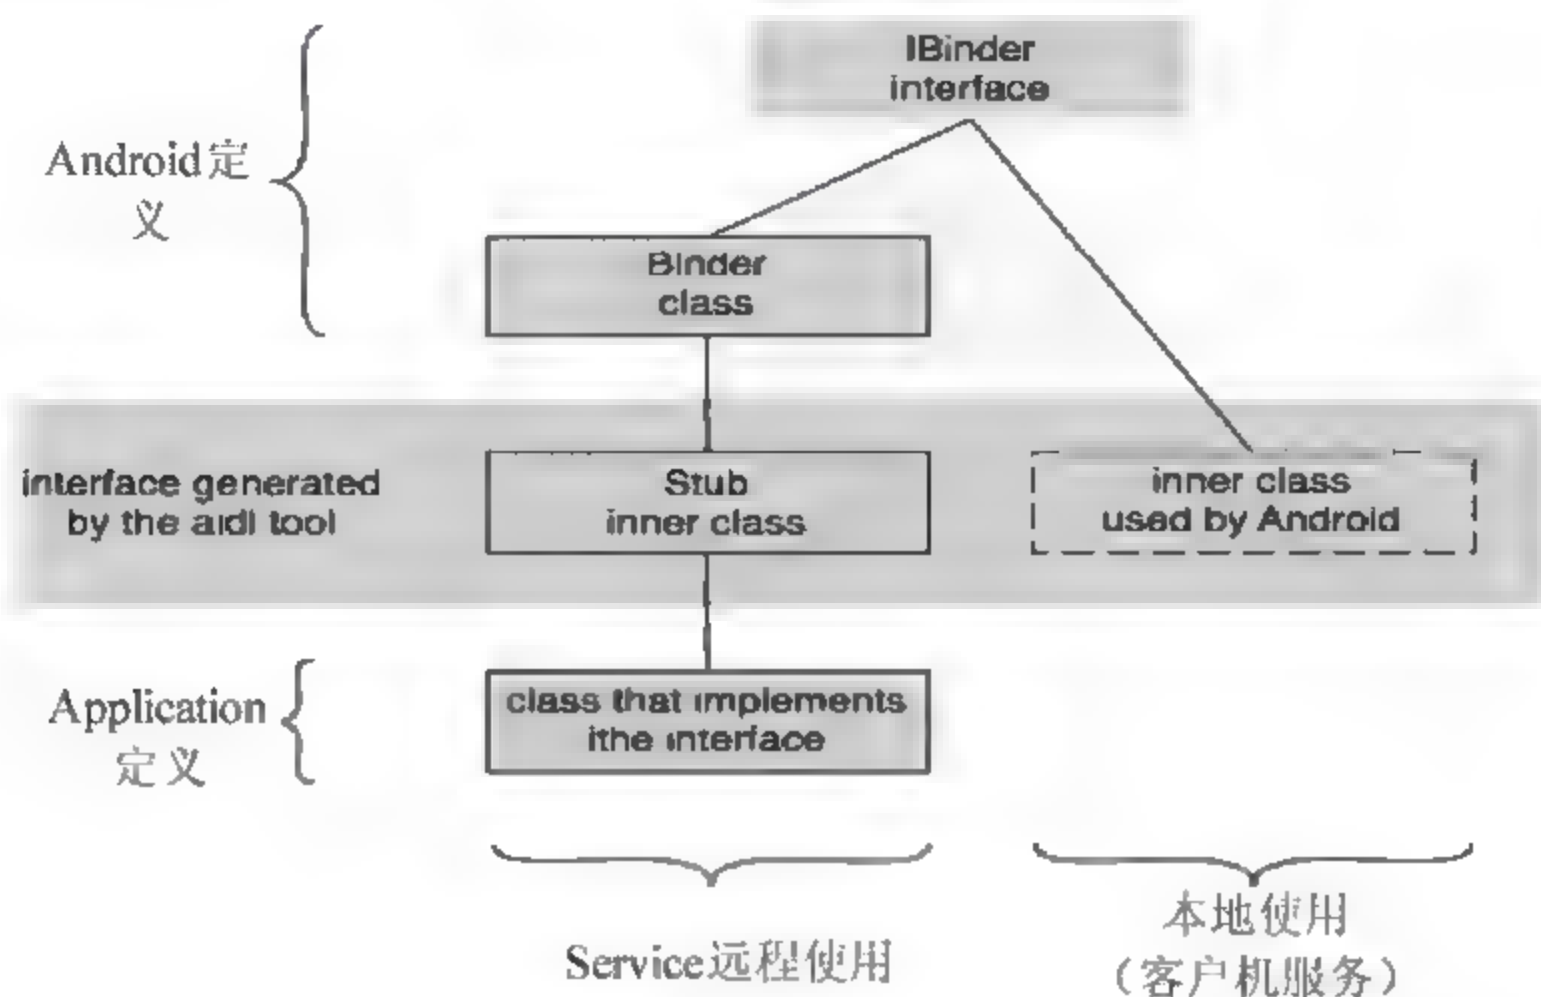 IBinder
interface
Android定
义
Binder
class
interface generated
by the aidl tool
Stub
inner class
inner class
used by Android
Application
定义
class that implements
ithe interface
Service远程使用
本地使用
（客户机服务）